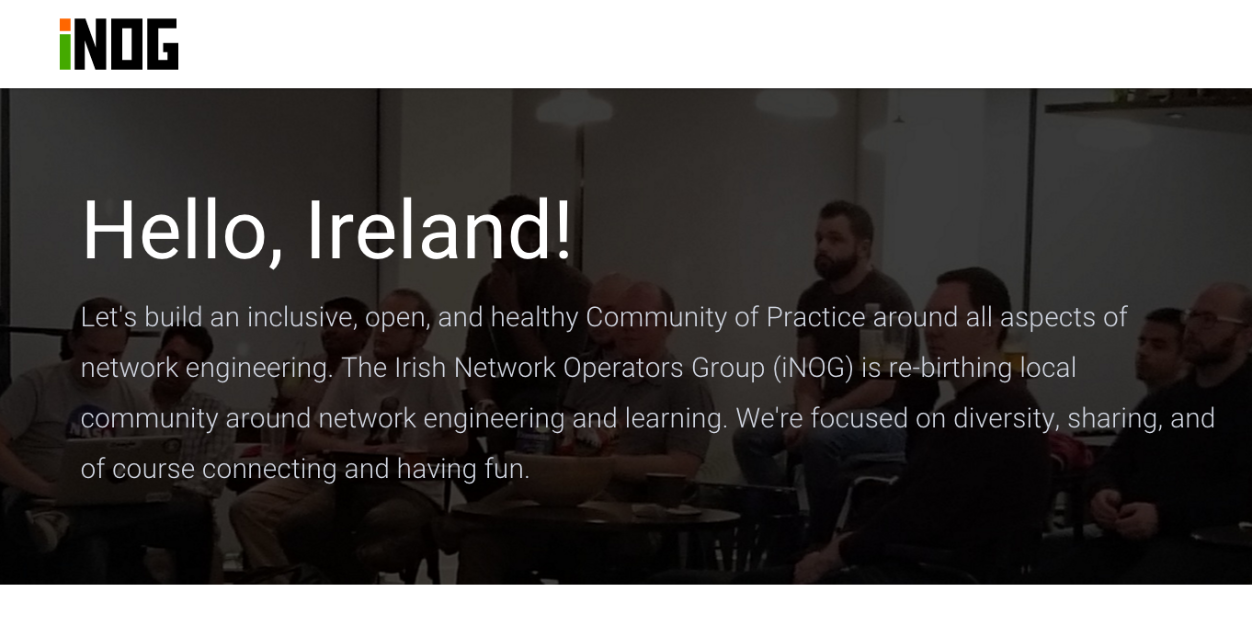 iNOG
Hello, Ireland!
Let's build an inclusive, open, and healthy Community of Practice around all aspects of
network engineering. The Irish Network Operators Group (iNOG) is re-birthing local
community around network engineering and learning. We're focused on diversity, sharing, and
of course connecting and having fun.